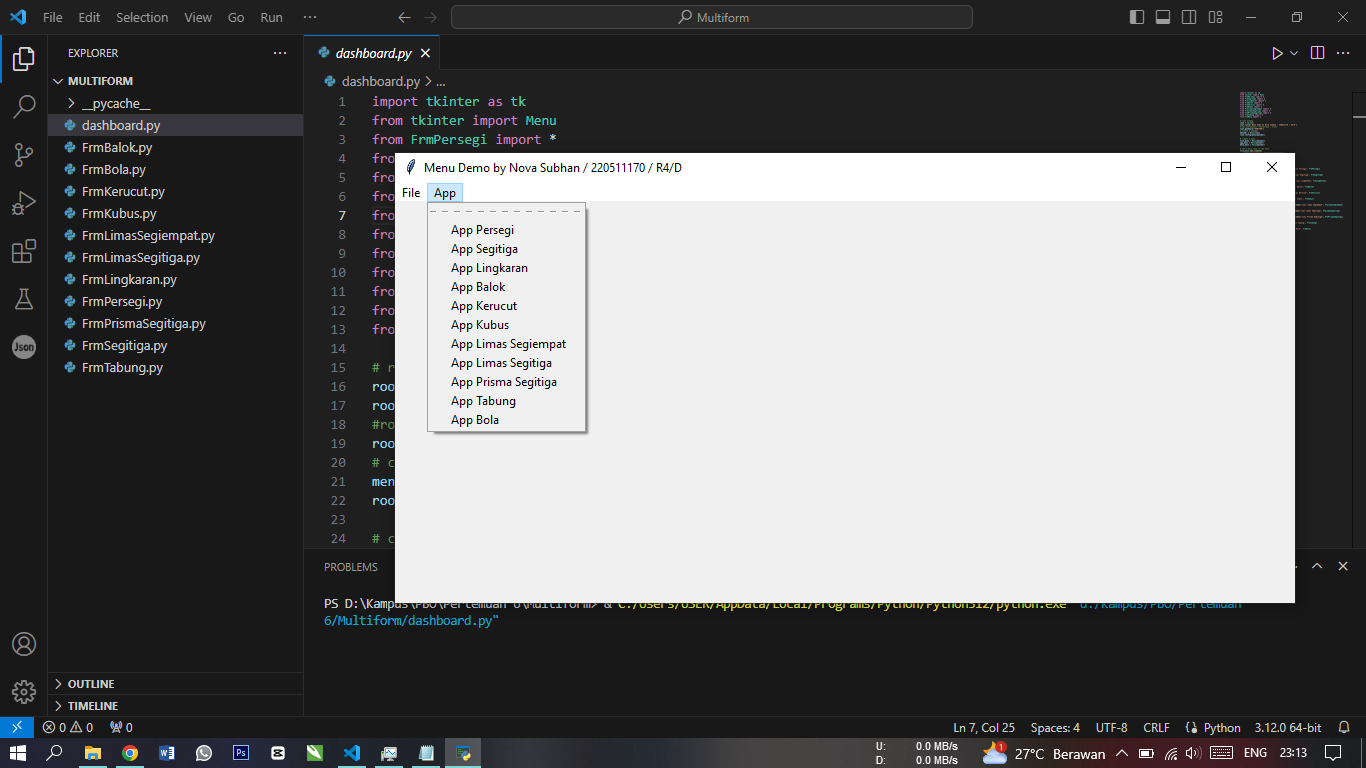 File Edit Selection View Go Run ··· Multiform
EXPLORER ···
MULTIFORM
__pycache__
dashboard.py
FrmBalok.py
FrmBola.py
FrmKerucut.py
FrmKubus.py
FrmLimasSegiempat.py
FrmLimasSegitiga.py
FrmLingkaran.py
FrmPersegi.py
FrmPrismaSegitiga.py
FrmSegitiga.py
FrmTabung.py
Json
OUTLINE
TIMELINE
dashboard.py
dashboard.py > ...
1 import tkinter as tk
2 from tkinter import Menu
3 from FrmPersegi import *
4 fro
5 fro
6 fro
7 fro
8 fro
9 fro
10 fro
11 fro
12 fro
13 fro
14
15 # r
16 roo
17 roo
18 #ro
19 roo
20 # c
21 men
22 roo
23
24 # c
Menu Demo by Nova Subhan / 220511170 / R4/D
File App
App Persegi
App Segitiga
App Lingkaran
App Balok
App Kerucut
App Kubus
App Limas Segiempat
App Limas Segitiga
App Prisma Segitiga
App Tabung
App Bola
PROBLEMS
PS D:\Kampus\PBO\Pertemuan 6\Multiform> & C:/Users/USER/AppData/Local/Programs/Python/Python312/python.exe "d:/Kampus/PBO/Pertemuan
6/Multiform/dashboard.py"
0 0 0 Ln 7, Col 25 Spaces: 4 UTF-8 CRLF Python 3.12.0 64-bit
U: 0.0 MB/s
D: 0.0 MB/s
1 27°C Berawan ENG 23:13